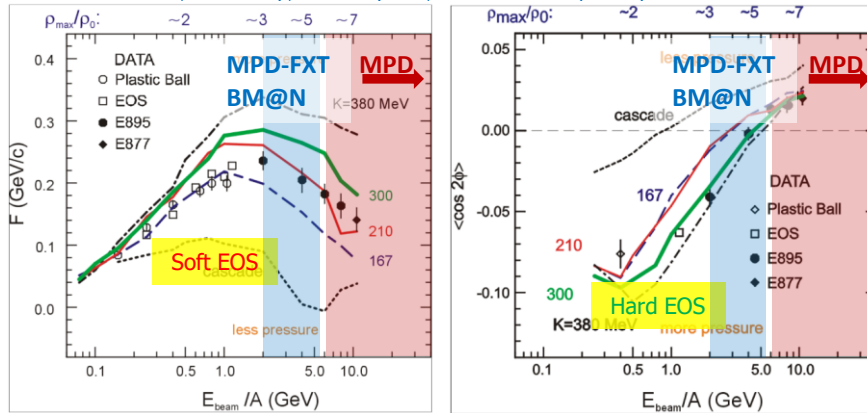 ρmax/ρ0: ~2 ~3 ~5 ~7
DATA
Plastic Ball
EOS
E895
E877
MPD-FXT
BM@N
MPD
K=380 MeV
300
210
167
Soft EOS
cascade
less pressure
F (GeV/c)
0.4
0.3
0.2
0.1
0.0
0.1 0.5 1.0 5.0 10.0
Ebeam/A (GeV)
ρmax/ρ0: ~2 ~3 ~5 ~7
less pressure
MPD-FXT
BM@N
MPD
cascade
167
210
300
DATA
Plastic Ball
EOS
E895
E877
Hard EOS
K=380 MeV
more pressure
<cos 2ϕ>
0.05
0.00
-0.05
-0.10
0.1 0.5 1.0 5.0 10.0
Ebeam/A (GeV)